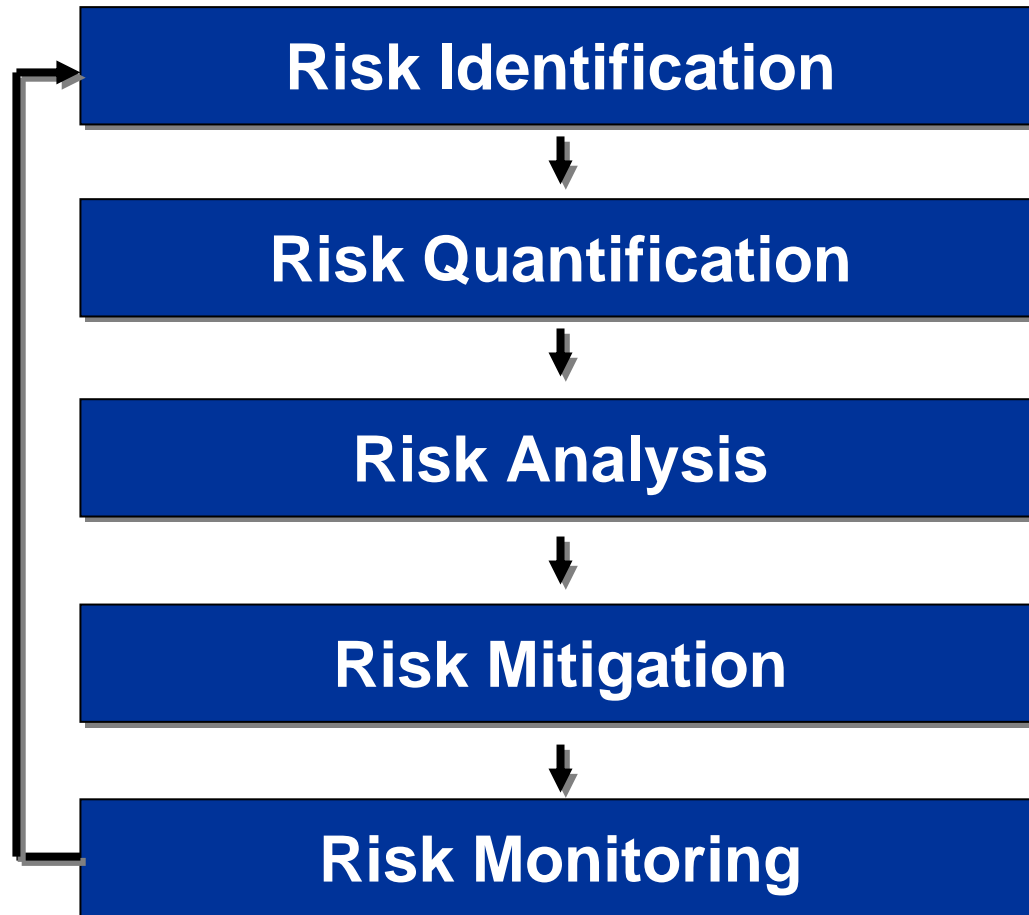 Risk Identification
Risk Quantification
Risk Analysis
Risk Mitigation
Risk Monitoring